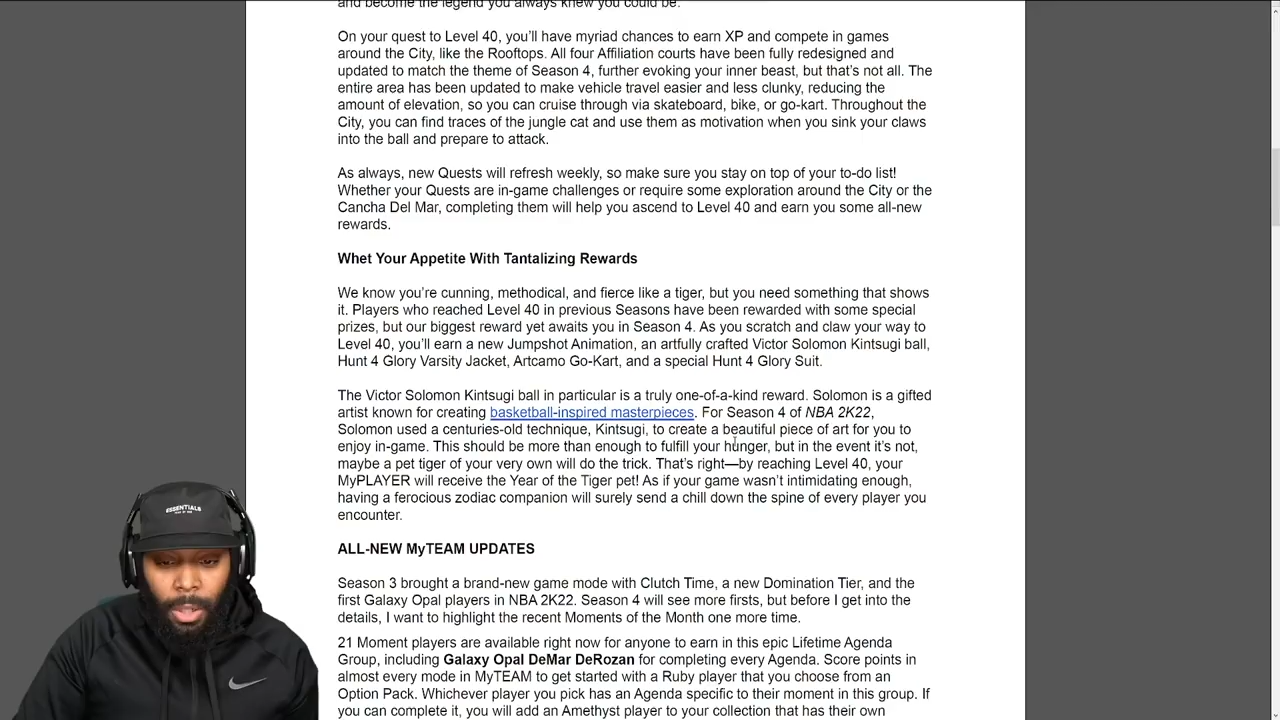 and become the legend you always knew you could be.
On your quest to Level 40, you’ll have myriad chances to earn XP and compete in games
around the City, like the Rooftops. All four Affiliation courts have been fully redesigned and
updated to match the theme of Season 4, further evoking your inner beast, but that’s not all. The
entire area has been updated to make vehicle travel easier and less clunky, reducing the
amount of elevation, so you can cruise through via skateboard, bike, or go-kart. Throughout the
City, you can find traces of the jungle cat and use them as motivation when you sink your claws
into the ball and prepare to attack.
As always, new Quests will refresh weekly, so make sure you stay on top of your to-do list!
Whether your Quests are in-game challenges or require some exploration around the City or the
Cancha Del Mar, completing them will help you ascend to Level 40 and earn you some all-new
rewards.
Whet Your Appetite With Tantalizing Rewards
We know you’re cunning, methodical, and fierce like a tiger, but you need something that shows
it. Players who reached Level 40 in previous Seasons have been rewarded with some special
prizes, but our biggest reward yet awaits you in Season 4. As you scratch and claw your way to
Level 40, you’ll earn a new Jumpshot Animation, an artfully crafted Victor Solomon Kintsugi ball,
Hunt 4 Glory Varsity Jacket, Artcamo Go-Kart, and a special Hunt 4 Glory Suit.
The Victor Solomon Kintsugi ball in particular is a truly one-of-a-kind reward. Solomon is a gifted
artist known for creating basketball-inspired masterpieces. For Season 4 of NBA 2K22,
Solomon used a centuries-old technique, Kintsugi, to create a beautiful piece of art for you to
enjoy in-game. This should be more than enough to fulfill your hunger, but in the event it’s not,
maybe a pet tiger of your very own will do the trick. That’s right—by reaching Level 40, your
MyPLAYER will receive the Year of the Tiger pet! As if your game wasn’t intimidating enough,
having a ferocious zodiac companion will surely send a chill down the spine of every player you
encounter.
ALL-NEW MyTEAM UPDATES
Season 3 brought a brand-new game mode with Clutch Time, a new Domination Tier, and the
first Galaxy Opal players in NBA 2K22. Season 4 will see more firsts, but before I get into the
details, I want to highlight the recent Moments of the Month one more time.
21 Moment players are available right now for anyone to earn in this epic Lifetime Agenda
Group, including Galaxy Opal DeMar DeRozan for completing every Agenda. Score points in
almost every mode in MyTEAM to get started with a Ruby player that you choose from an
Option Pack. Whichever player you pick has an Agenda specific to their moment in this group. If
you can complete it, you will add an Amethyst player to your collection that has their own
ESSENTIALS